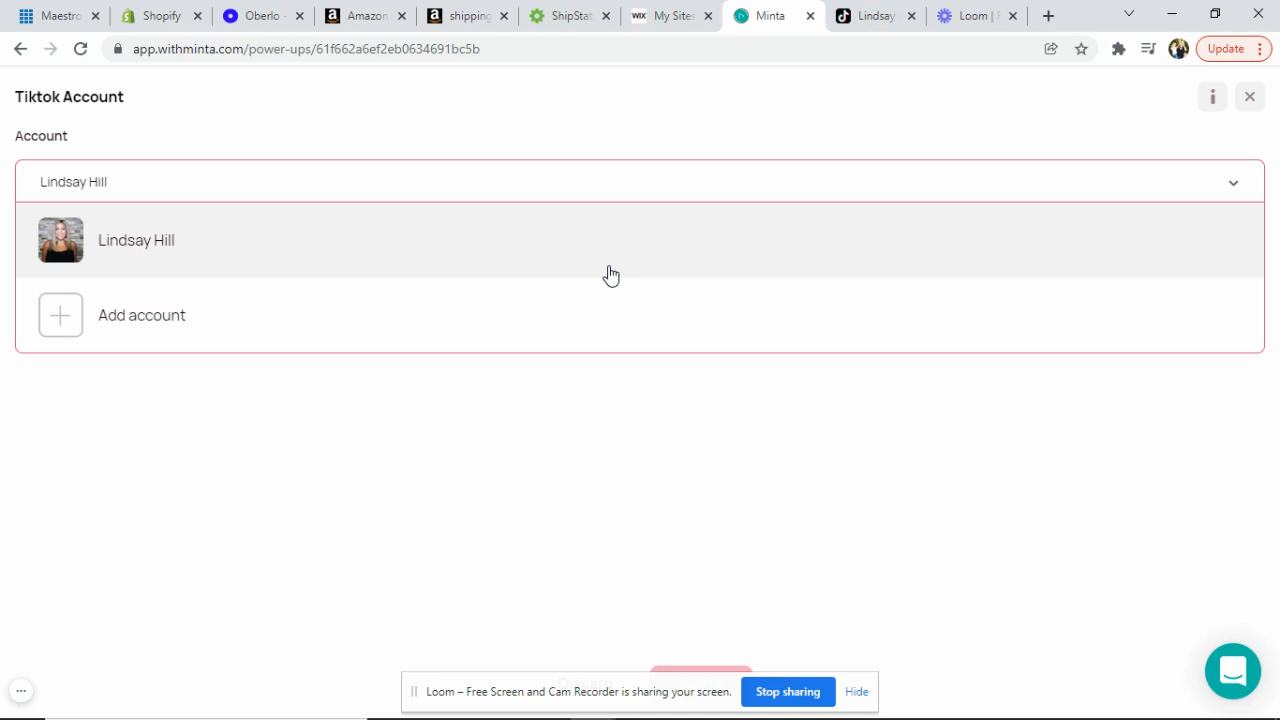 Maestro
Shopify
Oberlo -
Amazon
Shipping
ShipStat
WIX My Sites
Minta
Lindsay
Loom | F
app.withminta.com/power-ups/61f662a6ef2eb0634691bc5b
Update
Tiktok Account
Account
Lindsay Hill
Lindsay Hill
Add account
Discard
Loom – Free Screen and Cam Recorder is sharing your screen.
Stop sharing
Hide